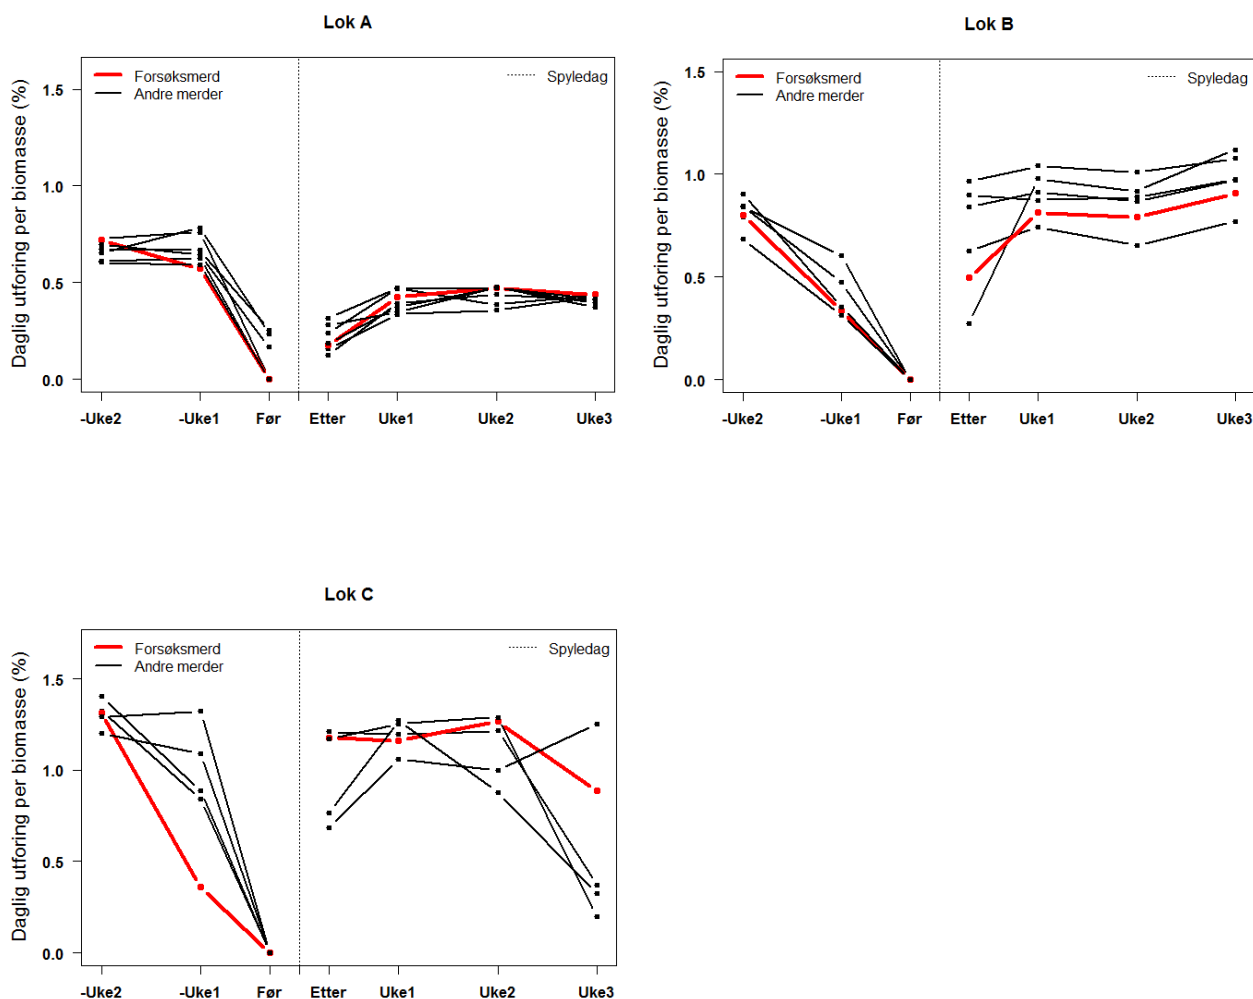 Lok A
Daglig utforing per biomasse (%)
Forsøksmerd
Andre merder
Spyledag
1.5
1.0
0.5
0.0
-Uke2 -Uke1 Før Etter Uke1 Uke2 Uke3
Lok B
Daglig utforing per biomasse (%)
Forsøksmerd
Andre merder
Spyledag
1.5
1.0
0.5
0.0
-Uke2 -Uke1 Før Etter Uke1 Uke2 Uke3
Lok C
Daglig utforing per biomasse (%)
Forsøksmerd
Andre merder
Spyledag
1.5
1.0
0.5
0.0
-Uke2 -Uke1 Før Etter Uke1 Uke2 Uke3